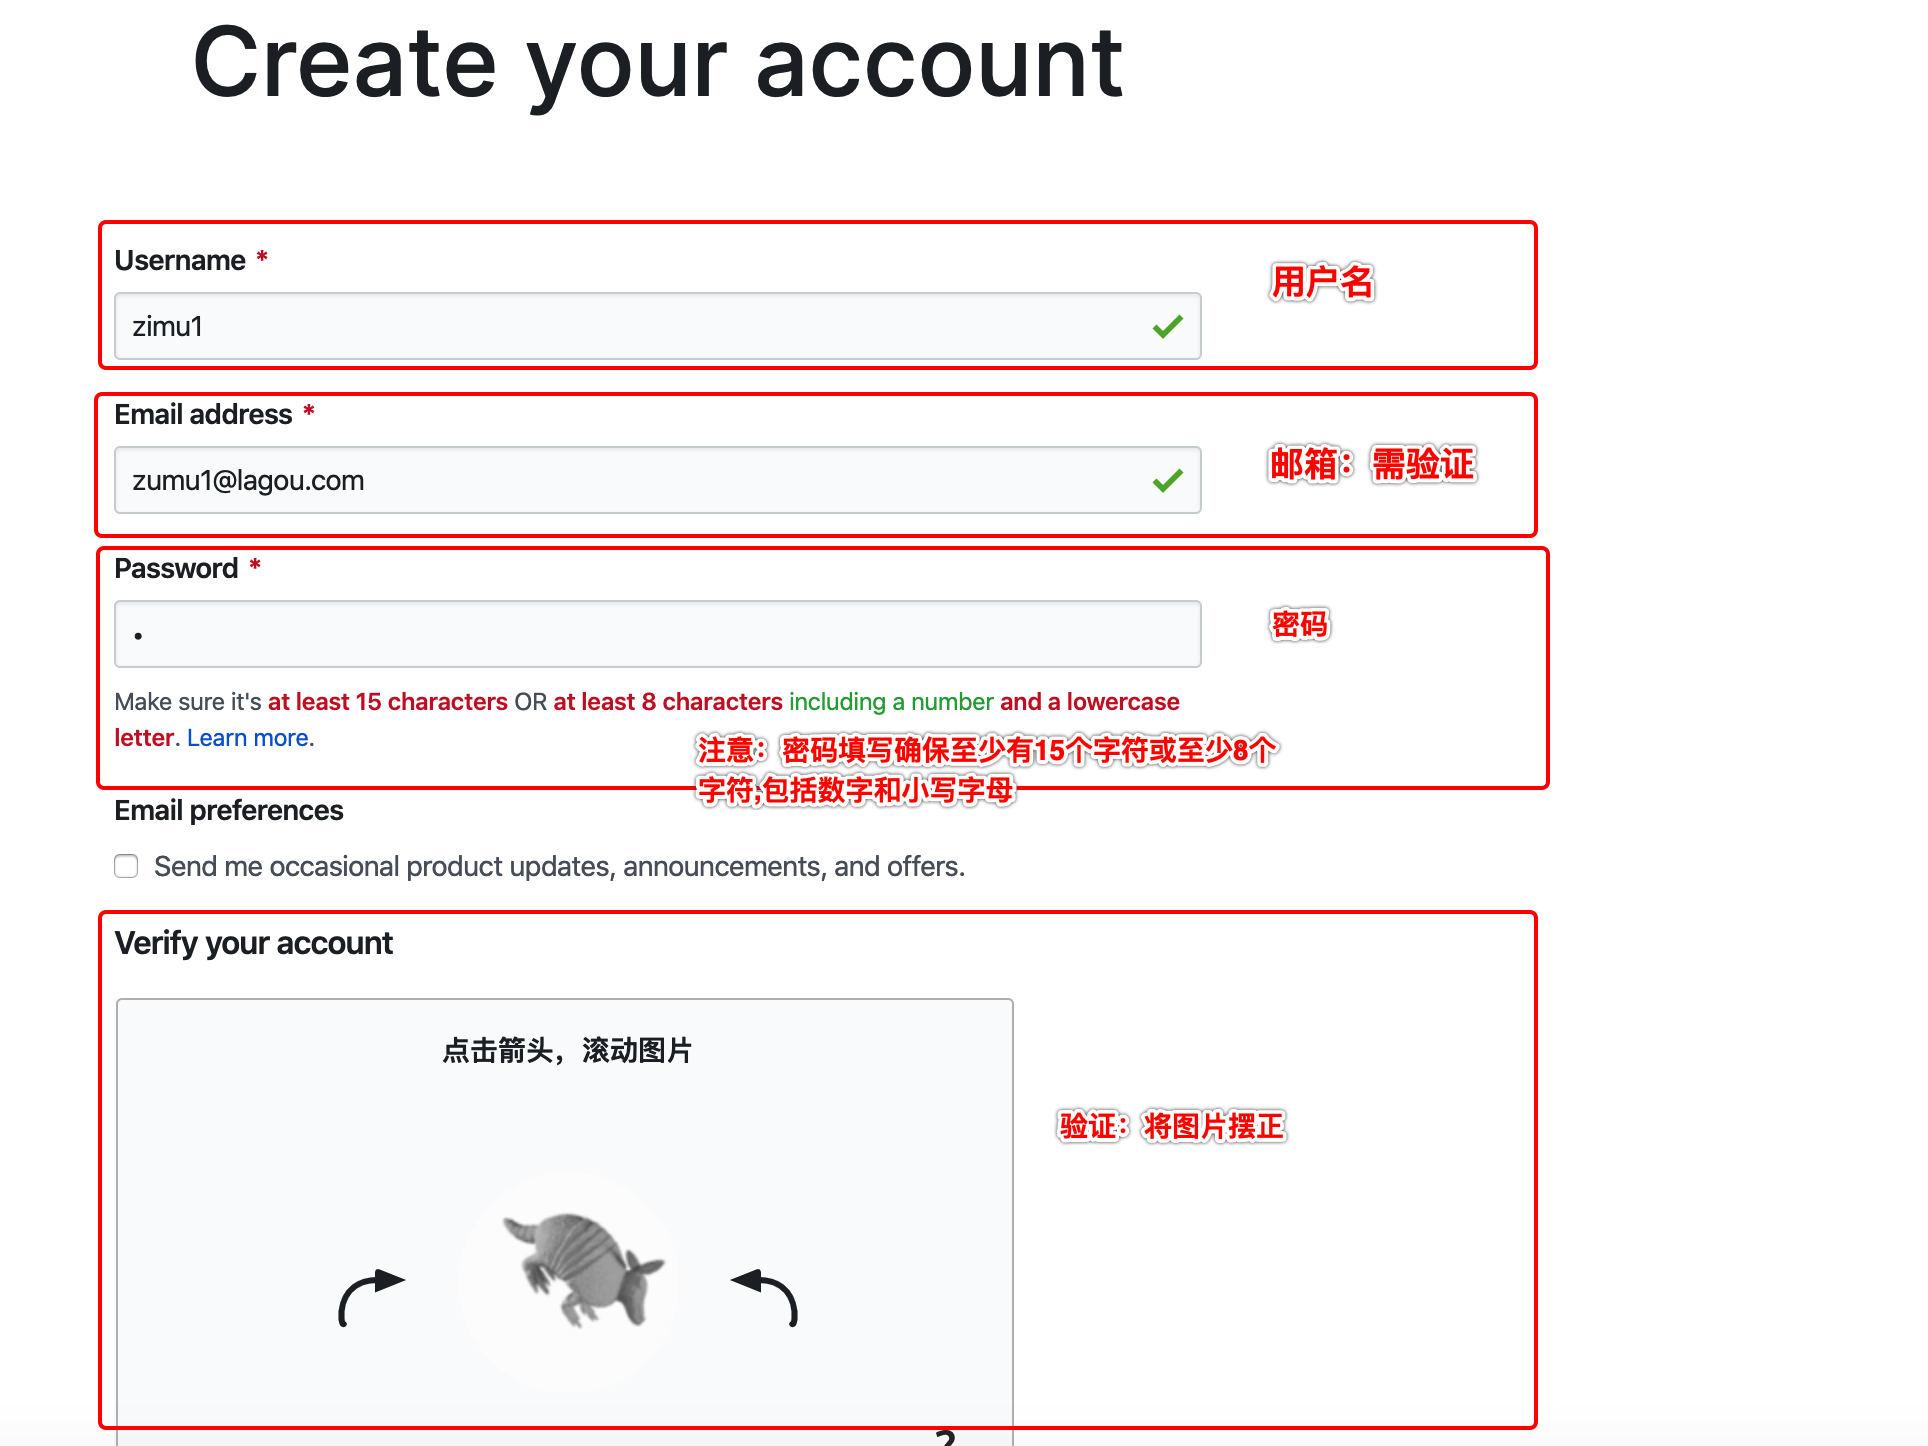 Create your account
Username *
用户名
zimu1
Email address *
邮箱：需验证
zumu1@lagou.com
Password *
密码
•
Make sure it's at least 15 characters OR at least 8 characters including a number and a lowercase
letter. Learn more.
注意：密码填写确保至少有15个字符或至少8个
字符,包括数字和小写字母
Email preferences
Send me occasional product updates, announcements, and offers.
Verify your account
点击箭头，滚动图片
验证：将图片摆正